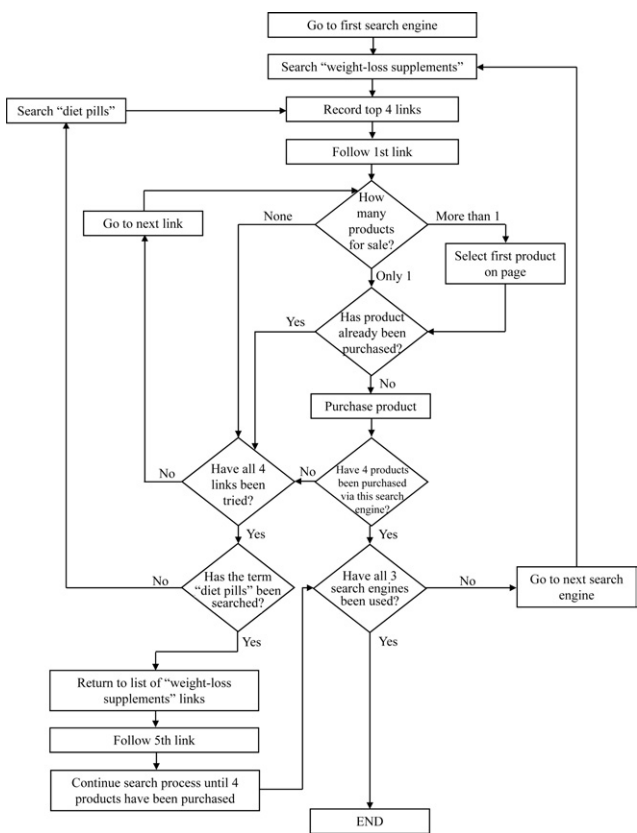 Go to first search engine
Search “weight-loss supplements”
Search “diet pills”
Record top 4 links
Follow 1st link
How
many
products
for sale?
None
More than 1
Go to next link
Select first product
on page
Only 1
Has product
already been
purchased?
Yes
No
Purchase product
Have all 4
links been
tried?
No
No
Have 4 products
been purchased
via this search
engine?
Yes
Yes
Has the term
“diet pills” been
searched?
No
Have all 3
search engines
been used?
No
Go to next search
engine
Yes
Yes
Return to list of “weight-loss
supplements” links
Follow 5th link
Continue search process until 4
products have been purchased
END